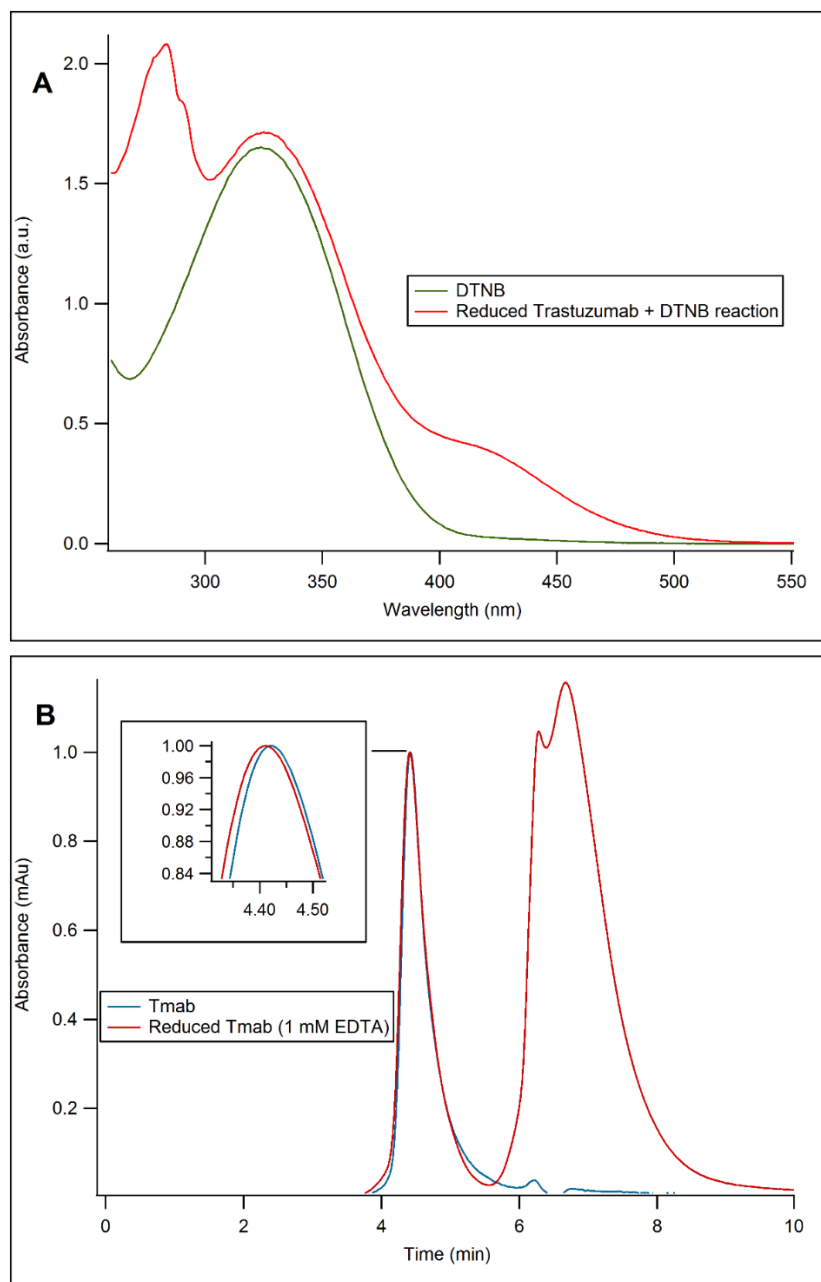 A
2.0
1.5
1.0
0.5
0.0
Absorbance (a.u.)
DTNB
Reduced Trastuzumab + DTNB reaction
300 350 400 450 500 550
Wavelength (nm)
B
1.00
0.96
0.92
0.88
0.84
4.40 4.50
1.0
0.8
0.6
0.4
0.2
Absorbance (mAu)
Tmab
Reduced Tmab (1 mM EDTA)
0 2 4 6 8 10
Time (min)